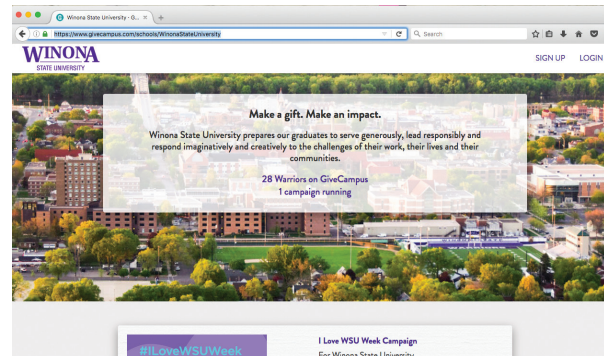 Winona State University - G...
https://www.givecampus.com/schools/WinonaStateUniversity
Search
WINONA
STATE UNIVERSITY
SIGN UP LOGIN
Make a gift. Make an impact.
Winona State University prepares our graduates to serve generously, lead responsibly and
respond imaginatively and creatively to the challenges of their work, their lives and their
communities.
28 Warriors on GiveCampus
1 campaign running
#ILoveWSUWeek
I Love WSU Week Campaign
For Winona State University